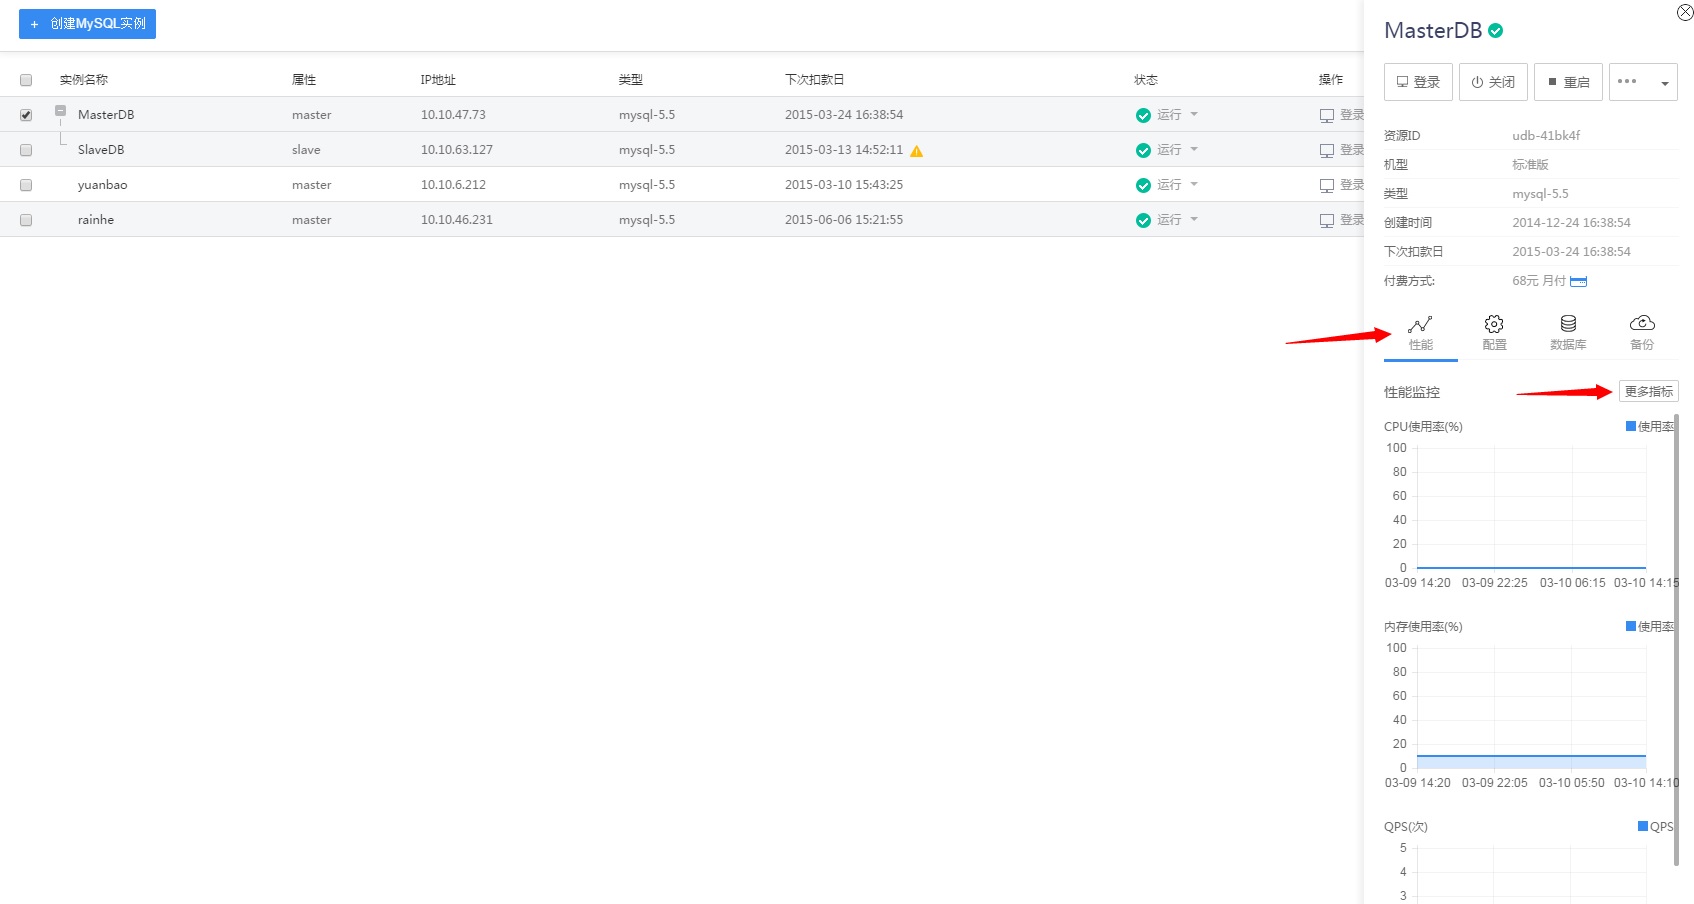 + 创建MySQL实例
实例名称 属性 IP地址 类型 下次扣款日 状态 操作
MasterDB master 10.10.47.73 mysql-5.5 2015-03-24 16:38:54 运行 登录
SlaveDB slave 10.10.63.127 mysql-5.5 2015-03-13 14:52:11 运行 登录
yuanbao master 10.10.6.212 mysql-5.5 2015-03-10 15:43:25 运行 登录
rainhe master 10.10.46.231 mysql-5.5 2015-06-06 15:21:55 运行 登录
MasterDB
登录 关闭 重启 •••
资源ID udb-41bk4f
机型 标准版
类型 mysql-5.5
创建时间 2014-12-24 16:38:54
下次扣款日 2015-03-24 16:38:54
付费方式: 68元 月付
性能 配置 数据库 备份
性能监控 更多指标
CPU使用率(%) 使用率
100
80
60
40
20
0
03-09 14:20 03-09 22:25 03-10 06:15 03-10 14:15
内存使用率(%) 使用率
100
80
60
40
20
0
03-09 14:20 03-09 22:05 03-10 05:50 03-10 14:10
QPS(次) QPS
5
4
3